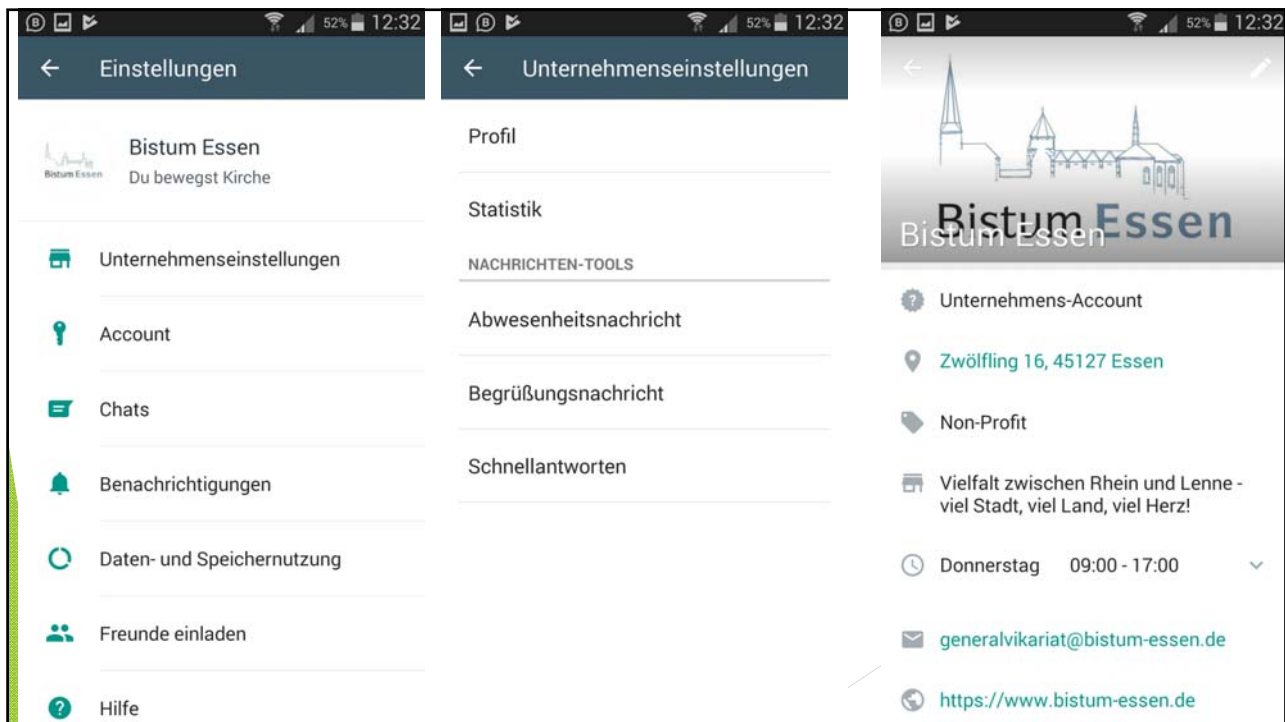 52% 12:32
Einstellungen
Bistum Essen
Bistum Essen
Du bewegst Kirche
Unternehmenseinstellungen
Account
Chats
Benachrichtigungen
Daten- und Speichernutzung
Freunde einladen
Hilfe
52% 12:32
Unternehmenseinstellungen
Profil
Statistik
NACHRICHTEN-TOOLS
Abwesenheitsnachricht
Begrüßungsnachricht
Schnellantworten
52% 12:32
Bistum Essen
Bistum Essen
Unternehmens-Account
Zwölfling 16, 45127 Essen
Non-Profit
Vielfalt zwischen Rhein und Lenne -
viel Stadt, viel Land, viel Herz!
Donnerstag 09:00 - 17:00
generalvikariat@bistum-essen.de
https://www.bistum-essen.de